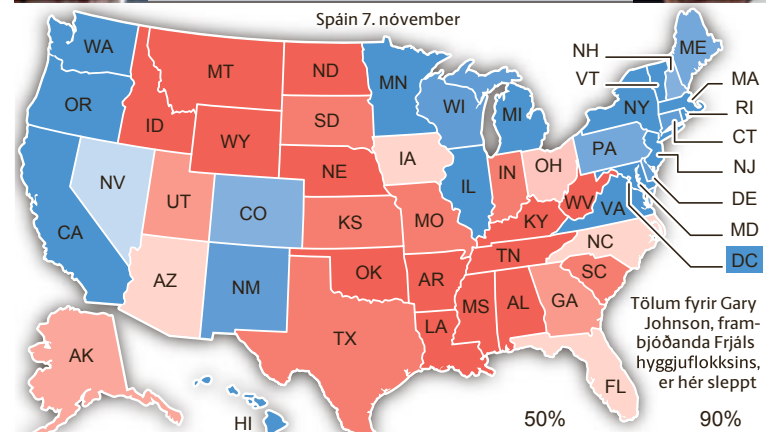 Spáin 7. nóvember
WA
MT
ND
MN
NH
ME
VT
MA
OR
ID
SD
WI
MI
NY
RI
WY
CT
IA
PA
NV
NE
OH
NJ
UT
CO
IL
IN
WV
DE
CA
KS
MO
KY
VA
MD
NC
DC
AZ
NM
OK
AR
TN
SC
MS
AL
GA
TX
LA
AK
FL
HI
Tölum fyrir Gary
Johnson, fram-
bjóðanda Frjáls
hyggjuflokksins,
er hér sleppt
50%
90%